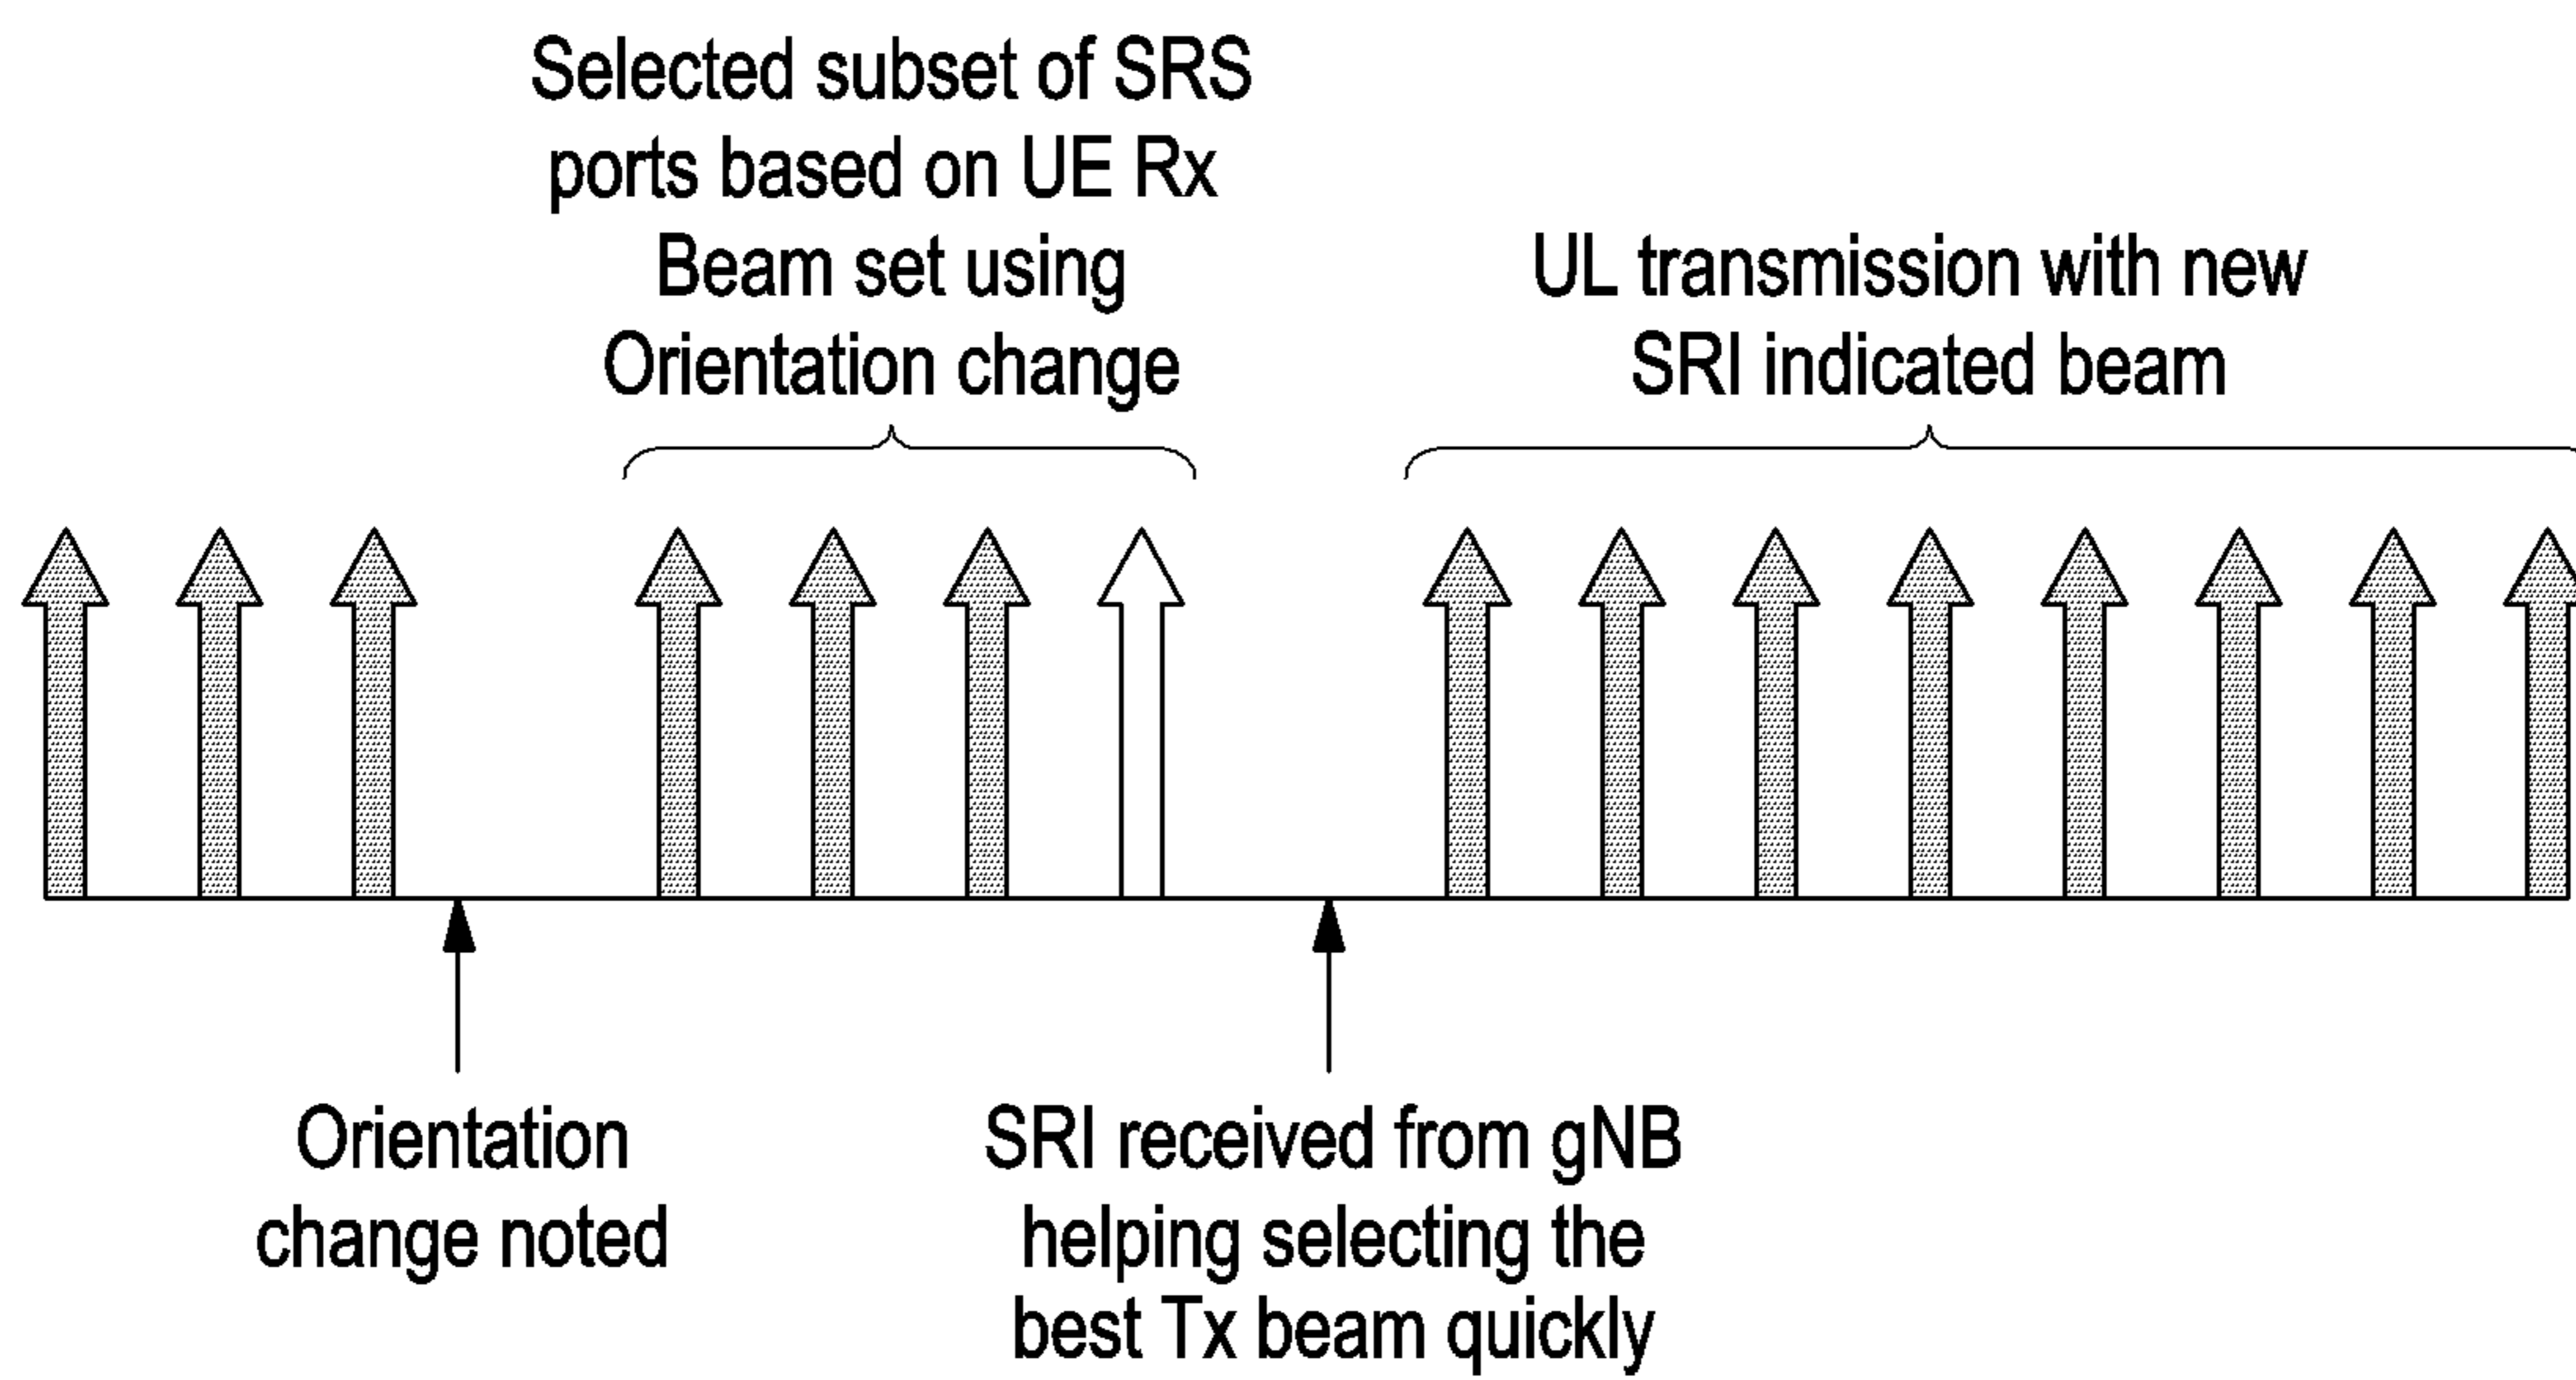 Selected subset of SRS
ports based on UE Rx
Beam set using
Orientation change
UL transmission with new
SRI indicated beam
Orientation
change noted
SRI received from gNB
helping selecting the
best Tx beam quickly